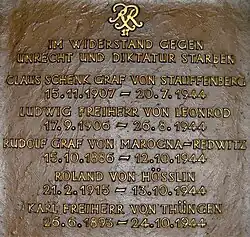 IM WIDERSTAND GEGEN
UNRECHT UND DIKTATUR STARBEN
CLAUS SCHENK GRAF VON STAUFFENBERG
15.11.1907 – 20.7.1944
LUDWIG FREIHERR VON LEONROD
17.9.1906 – 26.8.1944
RUDOLF GRAF VON MAROGNA-REDWITZ
15.10.1886 – 12.10.1944
ROLAND VON HÖSSLIN
21.2.1915 – 13.10.1944
KARL FREIHERR VON THÜNGEN
26.6.1893 – 24.10.1944